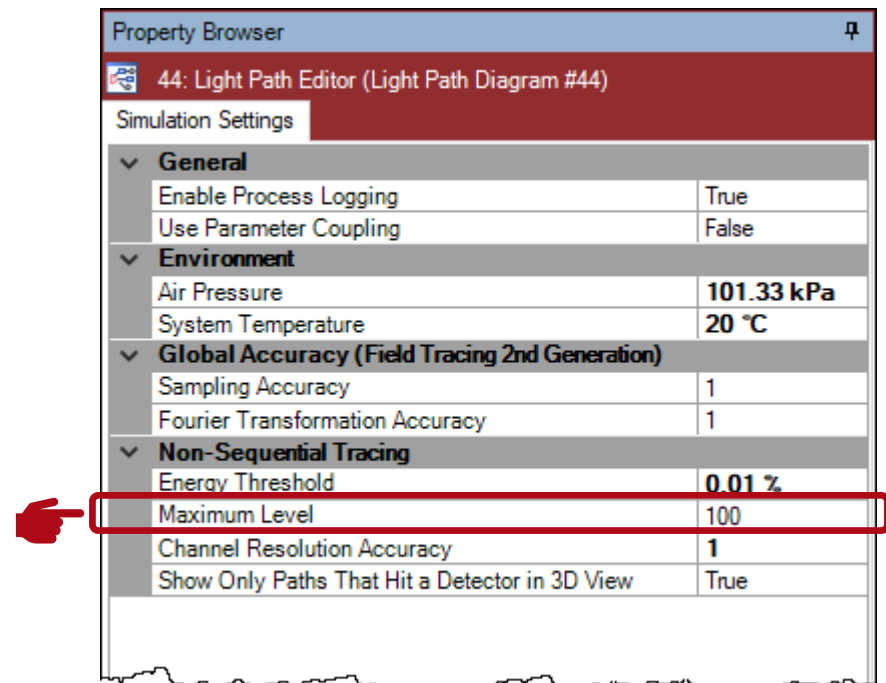 Property Browser
44: Light Path Editor (Light Path Diagram #44)
Simulation Settings
General
Enable Process Logging True
Use Parameter Coupling False
Environment
Air Pressure 101.33 kPa
System Temperature 20 °C
Global Accuracy (Field Tracing 2nd Generation)
Sampling Accuracy 1
Fourier Transformation Accuracy 1
Non-Sequential Tracing
Energy Threshold 0.01 %
Maximum Level 100
Channel Resolution Accuracy 1
Show Only Paths That Hit a Detector in 3D View True